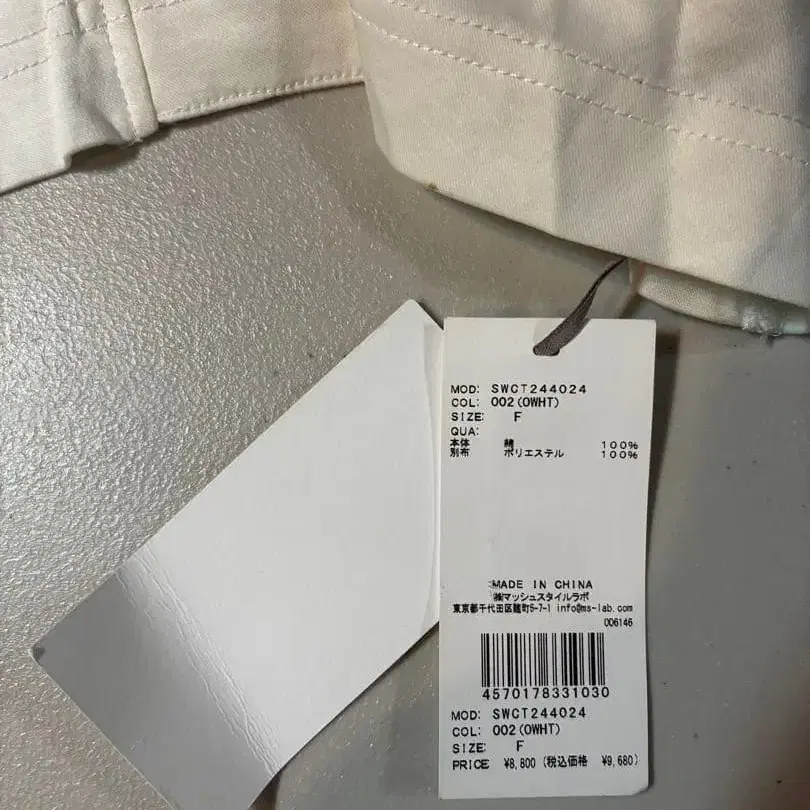 MOD: SWCT244024
COL: 002(OWHT)
SIZE: F
QUA:
本体 綿 100%
別布 ポリエステル 100%
MADE IN CHINA
㈱マッシュスタイルラボ
東京都千代田区麹町5-7-1 info@ms-lab.com
006146
4570178331030
MOD: SWCT244024
COL: 002(OWHT)
SIZE: F
PRICE ¥8,800 (税込価格 ¥9,680)